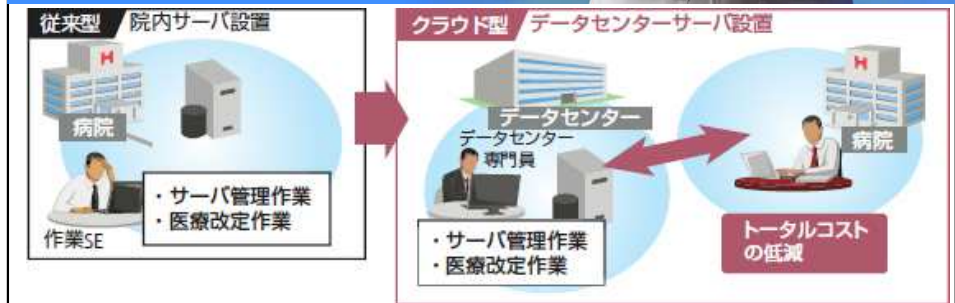 従来型 院内サーバ設置
H
病院
作業SE
・サーバ管理作業
・医療改定作業
クラウド型 データセンターサーバ設置
データセンター
データセンター
専門員
・サーバ管理作業
・医療改定作業
H
病院
トータルコスト
の低減